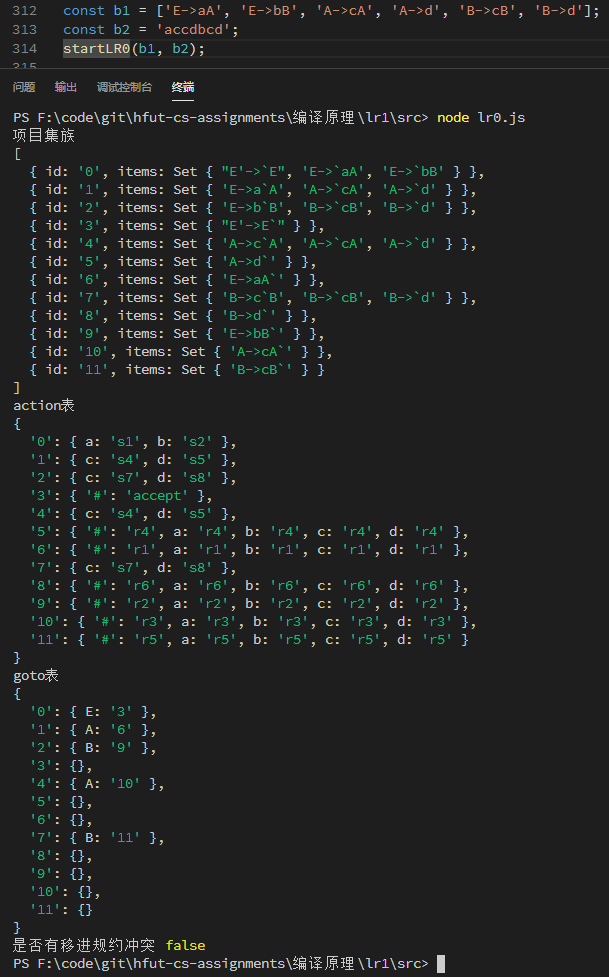 312 const b1 = ['E->aA', 'E->bB', 'A->cA', 'A->d', 'B->cB', 'B->d'];
313 const b2 = 'accdbcd';
314 startLR0(b1, b2);
315
问题 输出 调试控制台 终端
PS F:\code\git\hfut-cs-assignments\编译原理\lr1\src> node lr0.js
项目集族
[
  { id: '0', items: Set { "E'->`E", 'E->`aA', 'E->`bB' } },
  { id: '1', items: Set { 'E->a`A', 'A->`cA', 'A->`d' } },
  { id: '2', items: Set { 'E->b`B', 'B->`cB', 'B->`d' } },
  { id: '3', items: Set { "E'->E`" } },
  { id: '4', items: Set { 'A->c`A', 'A->`cA', 'A->`d' } },
  { id: '5', items: Set { 'A->d`' } },
  { id: '6', items: Set { 'E->aA`' } },
  { id: '7', items: Set { 'B->c`B', 'B->`cB', 'B->`d' } },
  { id: '8', items: Set { 'B->d`' } },
  { id: '9', items: Set { 'E->bB`' } },
  { id: '10', items: Set { 'A->cA`' } },
  { id: '11', items: Set { 'B->cB`' } }
]
action表
{
  '0': { a: 's1', b: 's2' },
  '1': { c: 's4', d: 's5' },
  '2': { c: 's7', d: 's8' },
  '3': { '#': 'accept' },
  '4': { c: 's4', d: 's5' },
  '5': { '#': 'r4', a: 'r4', b: 'r4', c: 'r4', d: 'r4' },
  '6': { '#': 'r1', a: 'r1', b: 'r1', c: 'r1', d: 'r1' },
  '7': { c: 's7', d: 's8' },
  '8': { '#': 'r6', a: 'r6', b: 'r6', c: 'r6', d: 'r6' },
  '9': { '#': 'r2', a: 'r2', b: 'r2', c: 'r2', d: 'r2' },
  '10': { '#': 'r3', a: 'r3', b: 'r3', c: 'r3', d: 'r3' },
  '11': { '#': 'r5', a: 'r5', b: 'r5', c: 'r5', d: 'r5' }
}
goto表
{
  '0': { E: '3' },
  '1': { A: '6' },
  '2': { B: '9' },
  '3': {},
  '4': { A: '10' },
  '5': {},
  '6': {},
  '7': { B: '11' },
  '8': {},
  '9': {},
  '10': {},
  '11': {}
}
是否有移进规约冲突 false
PS F:\code\git\hfut-cs-assignments\编译原理\lr1\src>